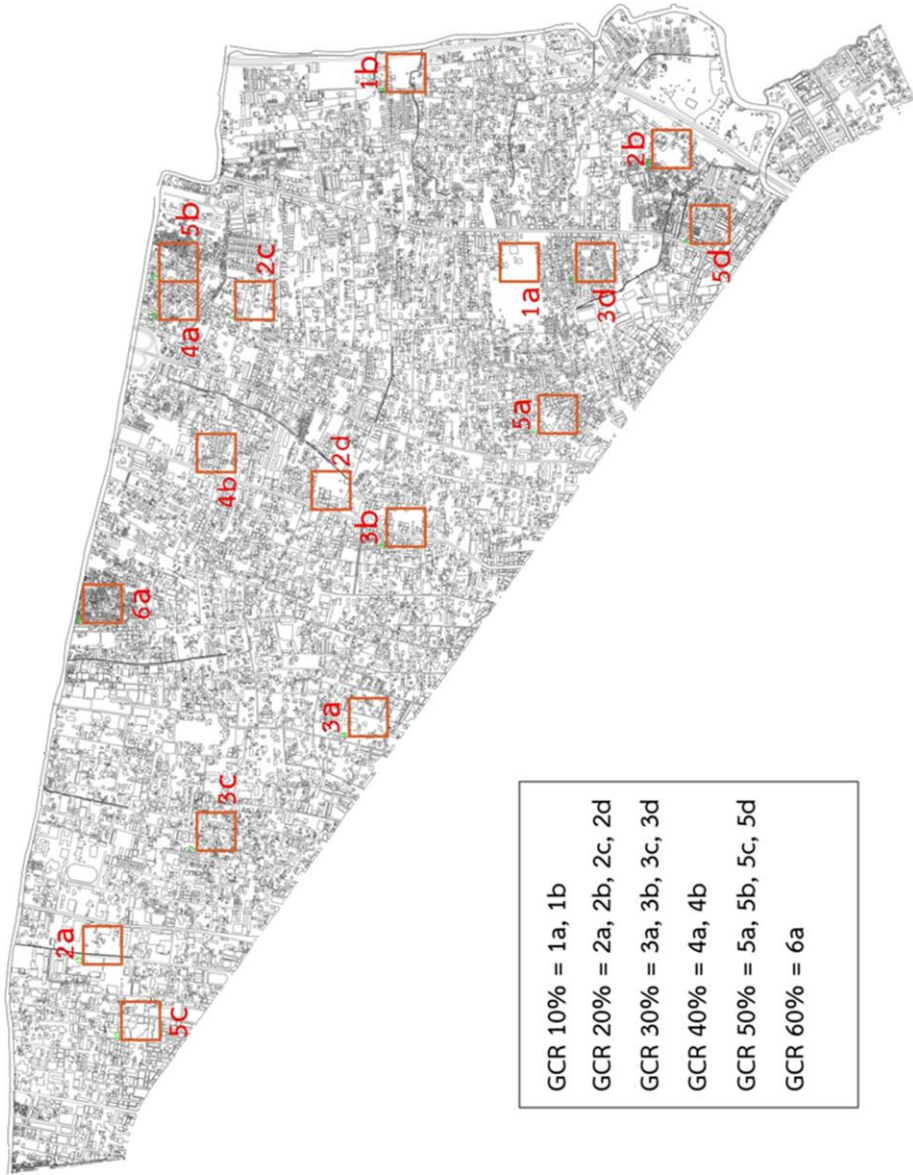 2a
6a
5c
4a
5b
3c
4b
2c
3a
2d
3b
1b
5a
1a
3d
2b
5d
GCR 10% = 1a, 1b
GCR 20% = 2a, 2b, 2c, 2d
GCR 30% = 3a, 3b, 3c, 3d
GCR 40% = 4a, 4b
GCR 50% = 5a, 5b, 5c, 5d
GCR 60% = 6a